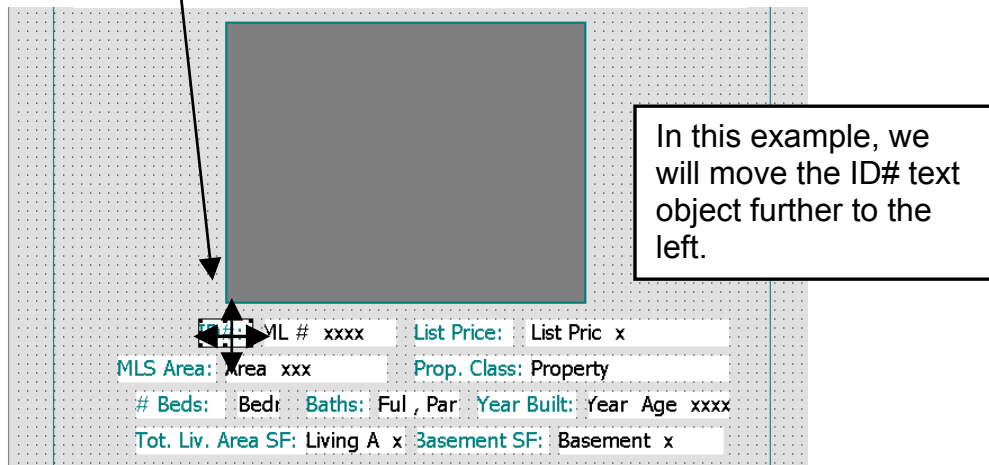 In this example, we
will move the ID# text
object further to the
left.
ID#: ML # xxxx List Price: List Pric x
MLS Area: Area xxx Prop. Class: Property
# Beds: Bedr Baths: Ful , Par Year Built: Year Age xxxx
Tot. Liv. Area SF: Living A x Basement SF: Basement x